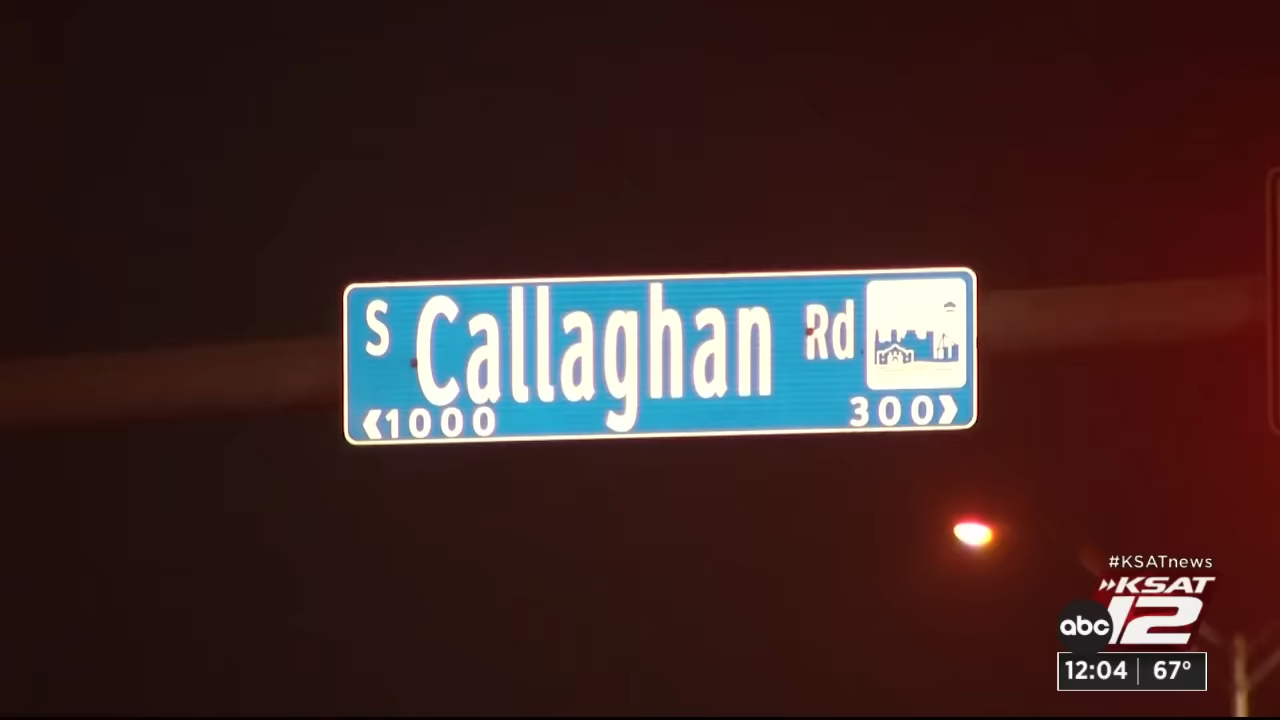 S Callaghan Rd
<1000 300>
#KSATnews
KSAT
abc 12
12:04 | 67°